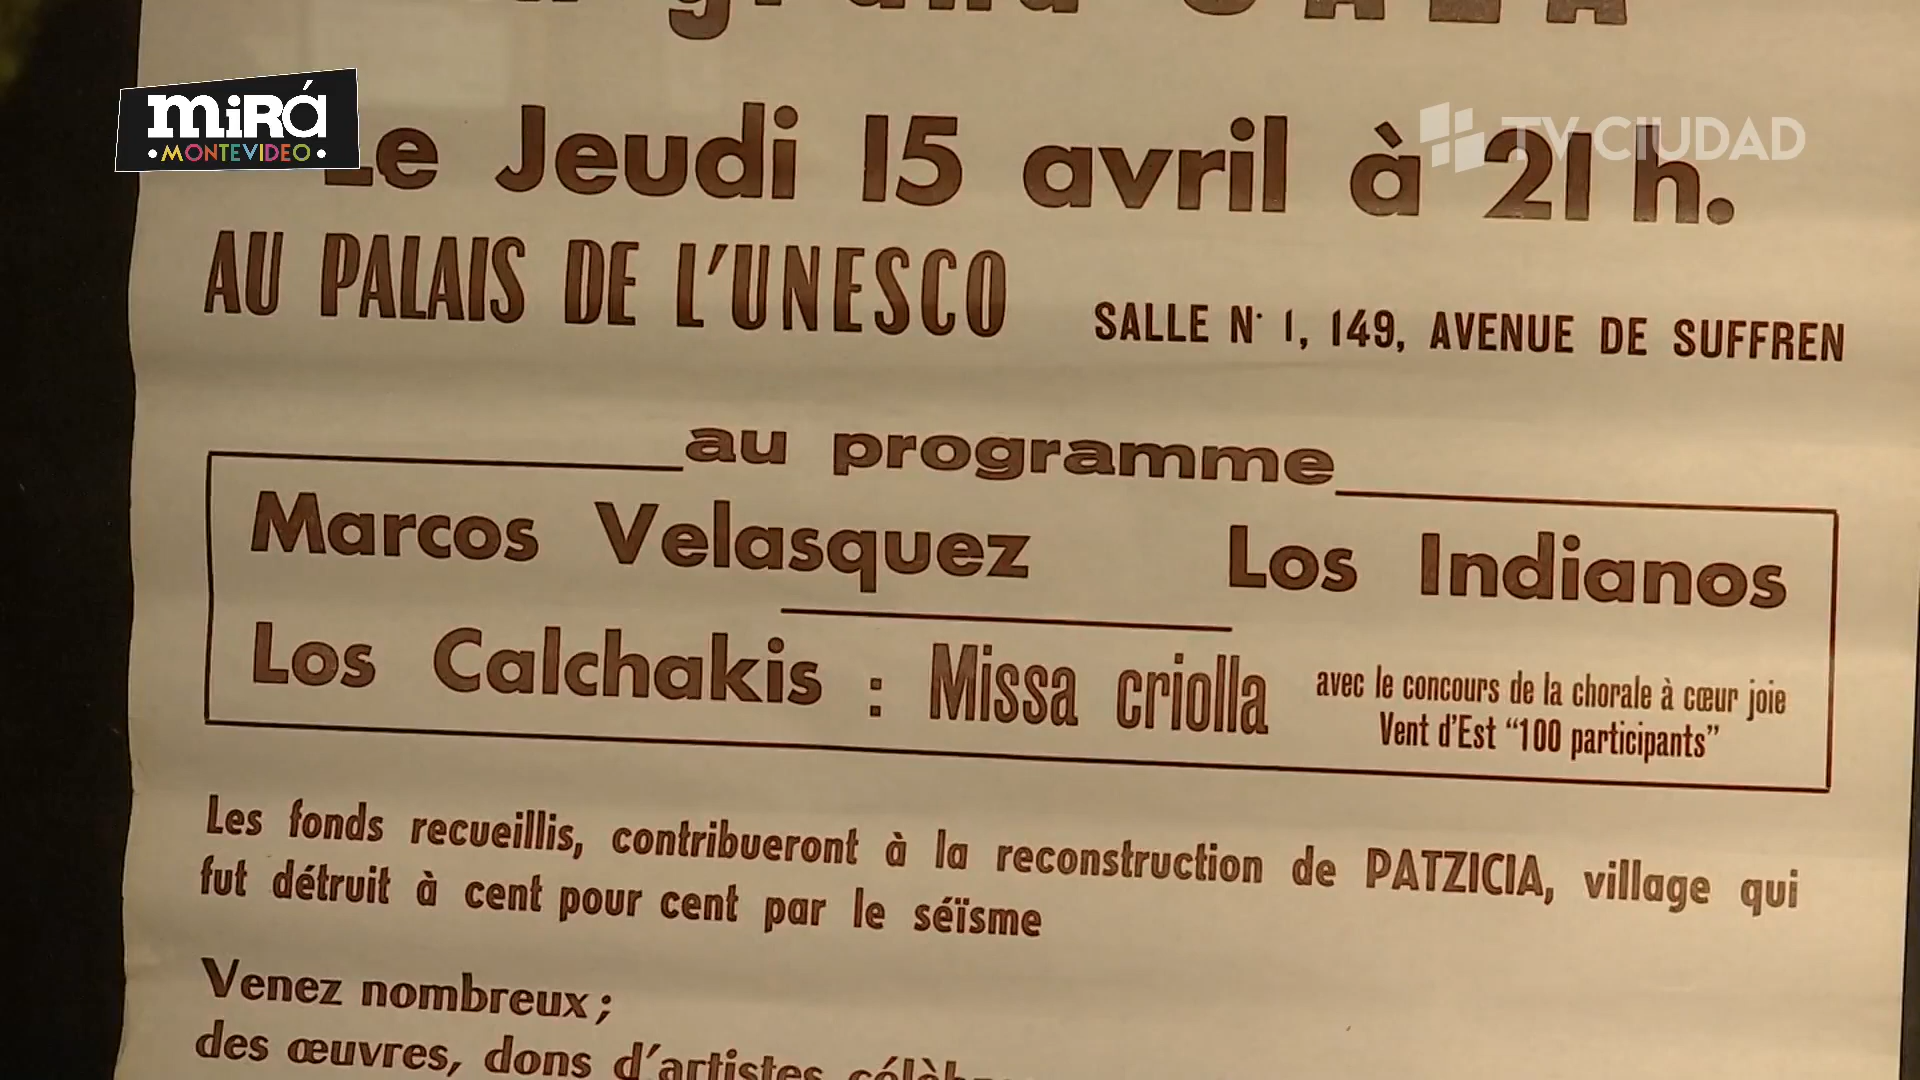 grand GALA
MIRÁ
• MONTEVIDEO •
TV CIUDAD
Le Jeudi 15 avril à 21 h.
AU PALAIS DE L'UNESCO
SALLE N· 1, 149, AVENUE DE SUFFREN
au programme
Marcos Velasquez Los Indianos
Los Calchakis : Missa criolla
avec le concours de la chorale à cœur joie
Vent d'Est “100 participants”
Les fonds recueillis, contribueront à la reconstruction de PATZICIA, village qui
fut détruit à cent pour cent par le séïsme
Venez nombreux ;
des œuvres, dons d'artistes